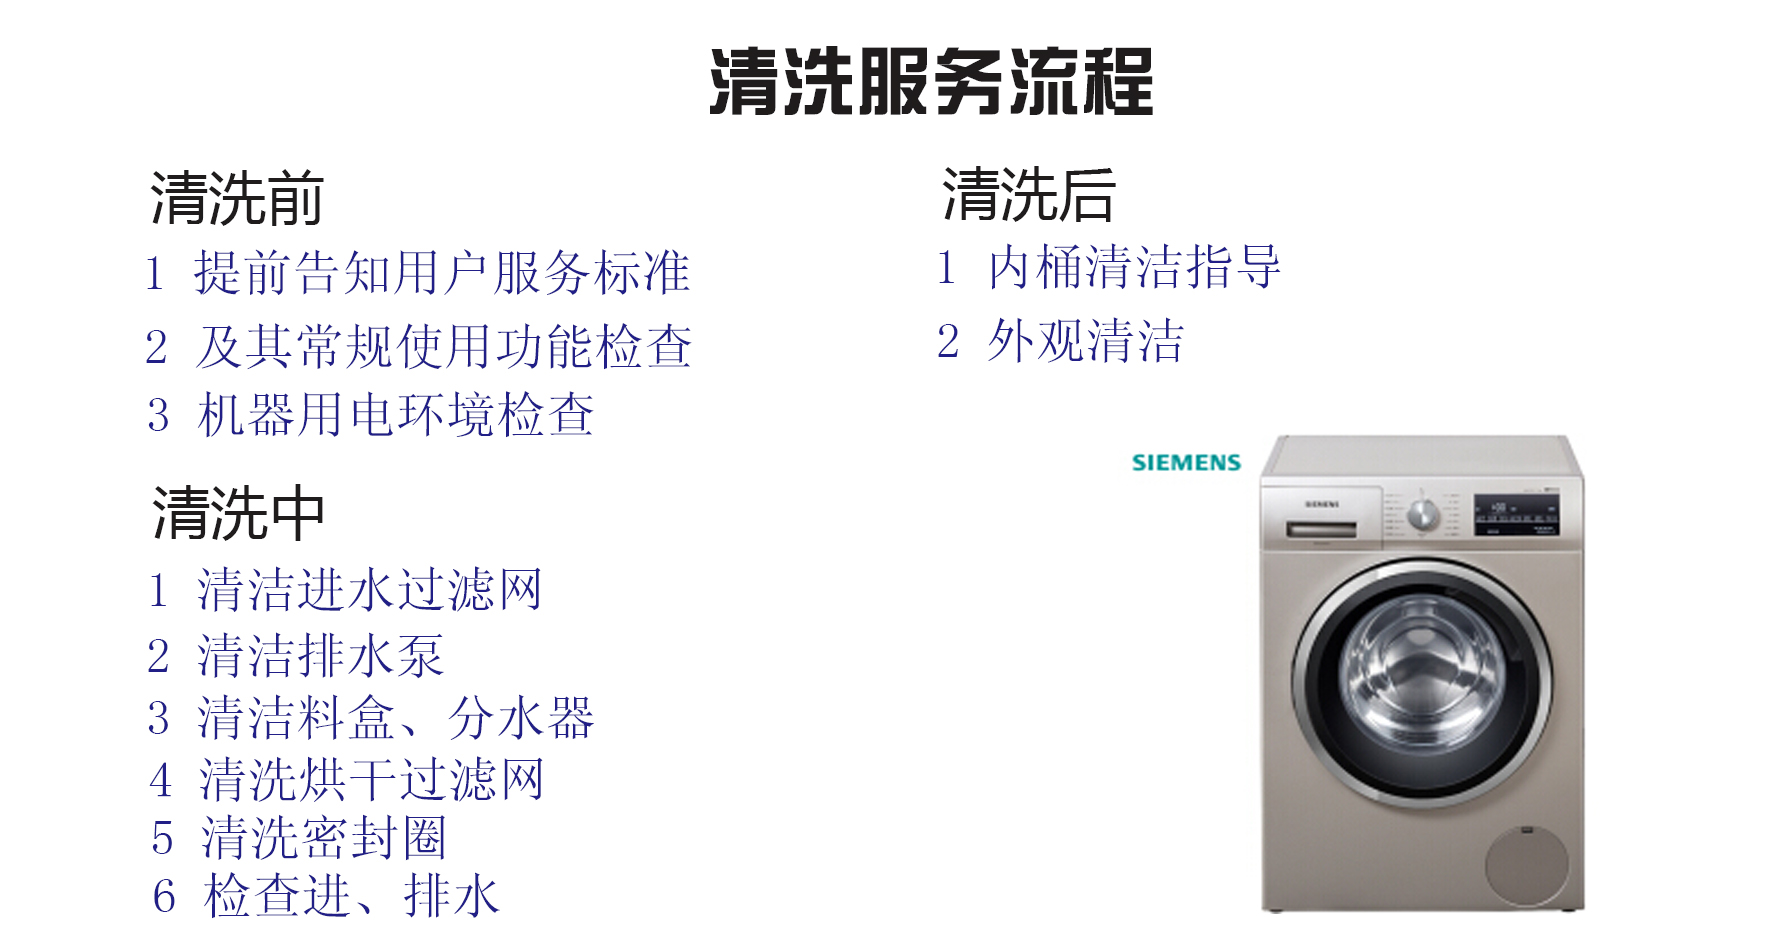 清洗服务流程
清洗前
1 提前告知用户服务标准
2 及其常规使用功能检查
3 机器用电环境检查
清洗中
1 清洁进水过滤网
2 清洁排水泵
3 清洁料盒、分水器
4 清洗烘干过滤网
5 清洗密封圈
6 检查进、排水
清洗后
1 内桶清洁指导
2 外观清洁
SIEMENS
SIEMENS